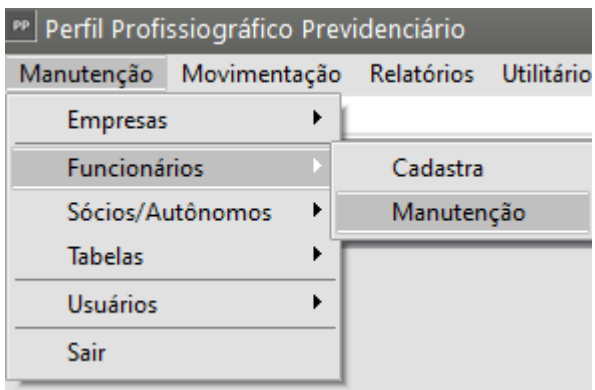 PP Perfil Profissiográfico Previdenciário
Manutenção Movimentação Relatórios Utilitário
Empresas
Funcionários Cadastra
Sócios/Autônomos Manutenção
Tabelas
Usuários
Sair